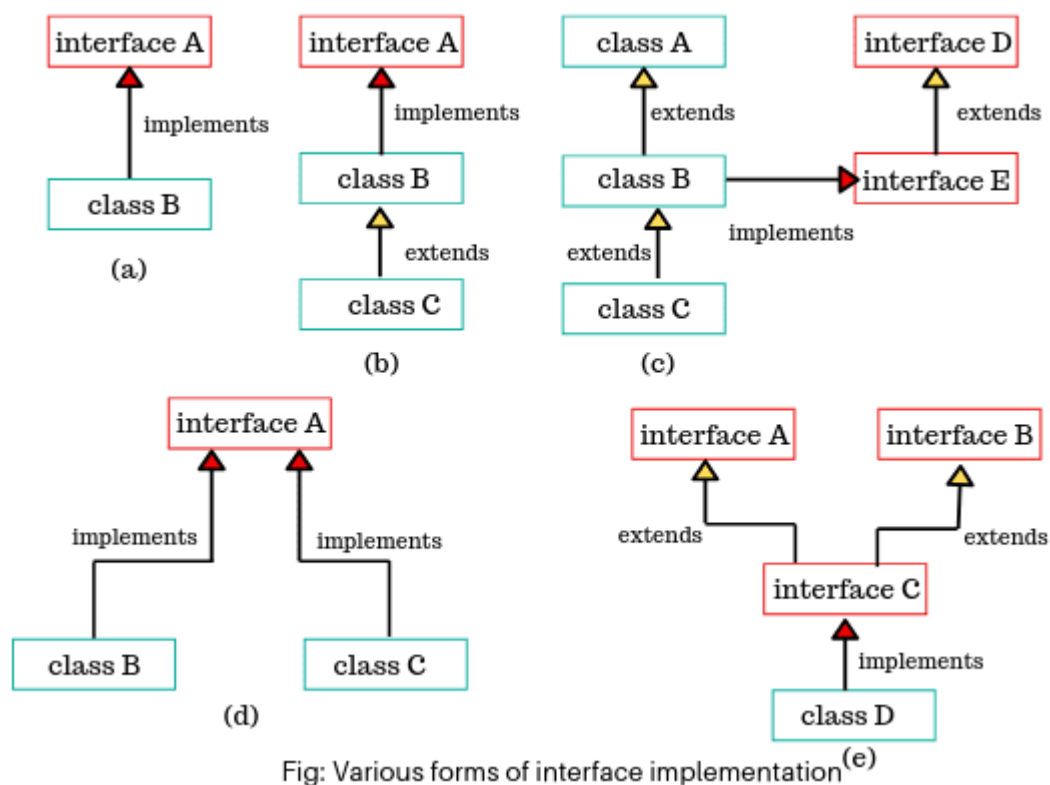 interface A
implements
class B
(a)
interface A
implements
class B
extends
class C
(b)
class A
extends
class B
extends
class C
(c)
interface D
extends
interface E
implements
interface A
implements
implements
class B
class C
(d)
interface A
interface B
extends
extends
interface C
implements
class D
(e)
Fig: Various forms of interface implementation